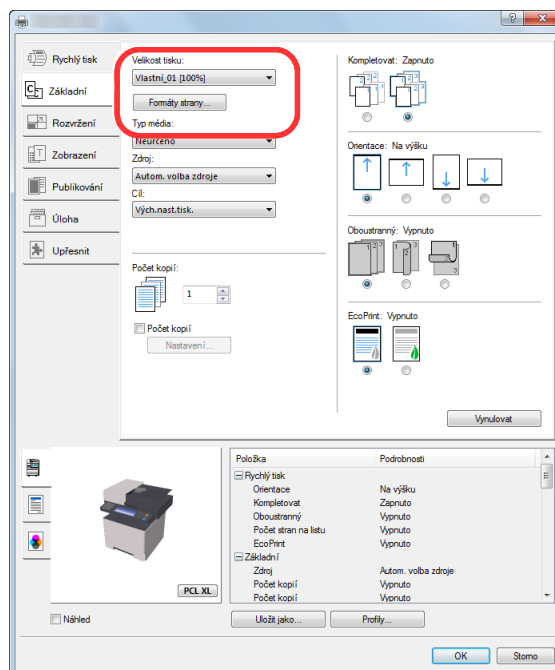 Rychlý tisk
Základní
Rozvržení
Zobrazení
Publikování
Úloha
Upřesnit
Velikost tisku:
Vlastní_01 [100%]
Formáty strany...
Typ média:
Neurčeno
Zdroj:
Autom. volba zdroje
Cíl:
Vých.nast.tisk.
Počet kopií:
1
Počet kopií
Nastavení...
Kompletovat: Zapnuto
Orientace: Na výšku
Oboustranný: Vypnuto
EcoPrint: Vypnuto
Vynulovat
PCL XL
Náhled
Položka Podrobnosti
Rychlý tisk
Orientace Na výšku
Kompletovat Zapnuto
Oboustranný Vypnuto
Počet stran na listu Vypnuto
EcoPrint Vypnuto
Základní
Zdroj Autom. volba zdroje
Počet kopií Vypnuto
Počet kopií Vypnuto
Uložit jako... Profily...
OK Storno